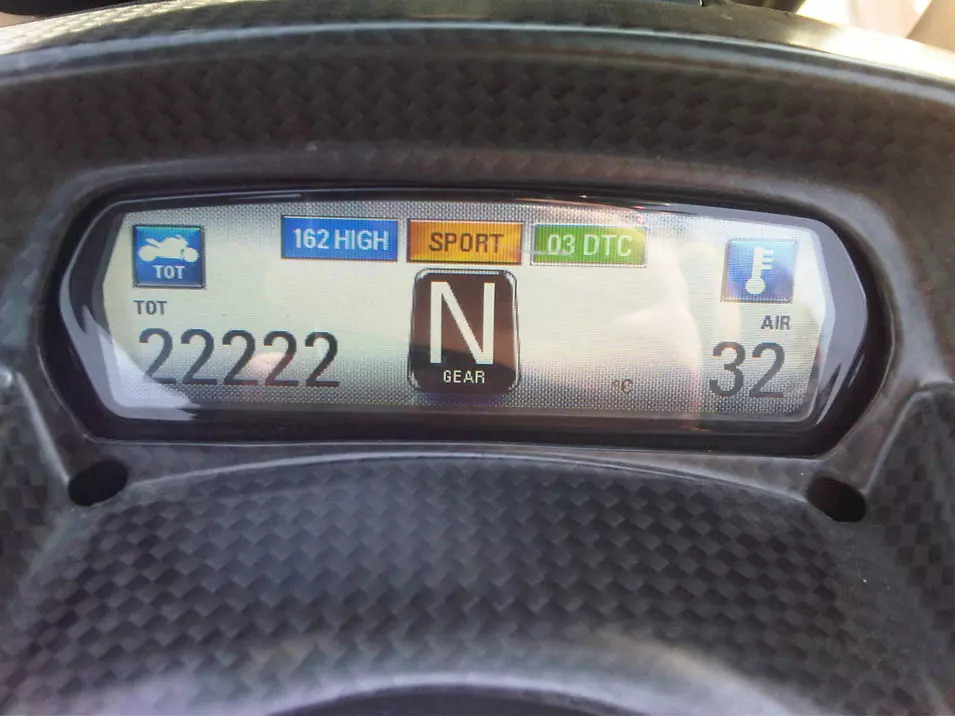 162 HIGH SPORT 03 DTC
TOT
TOT AIR
22222 N °C 32
GEAR